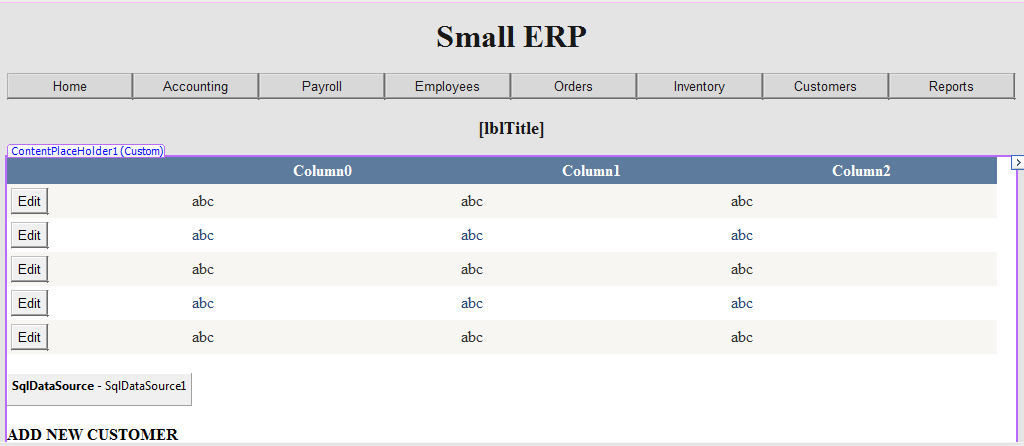 Small ERP
Home Accounting Payroll Employees Orders Inventory Customers Reports
[lblTitle]
ContentPlaceHolder1 (Custom)
Column0 Column1 Column2
Edit abc abc abc
Edit abc abc abc
Edit abc abc abc
Edit abc abc abc
Edit abc abc abc
SqlDataSource - SqlDataSource1
ADD NEW CUSTOMER